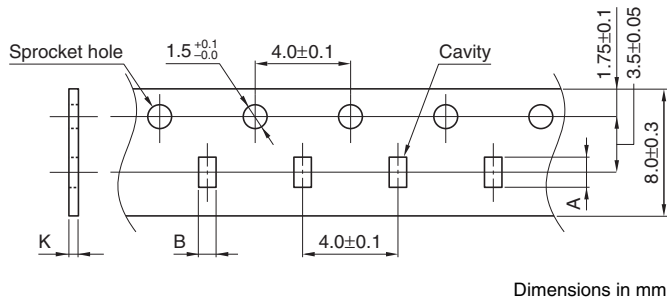 Sprocket hole
1.5 +0.1 −0.0
4.0±0.1
Cavity
1.75±0.1
3.5±0.05
8.0±0.3
A
K
B
4.0±0.1
Dimensions in mm